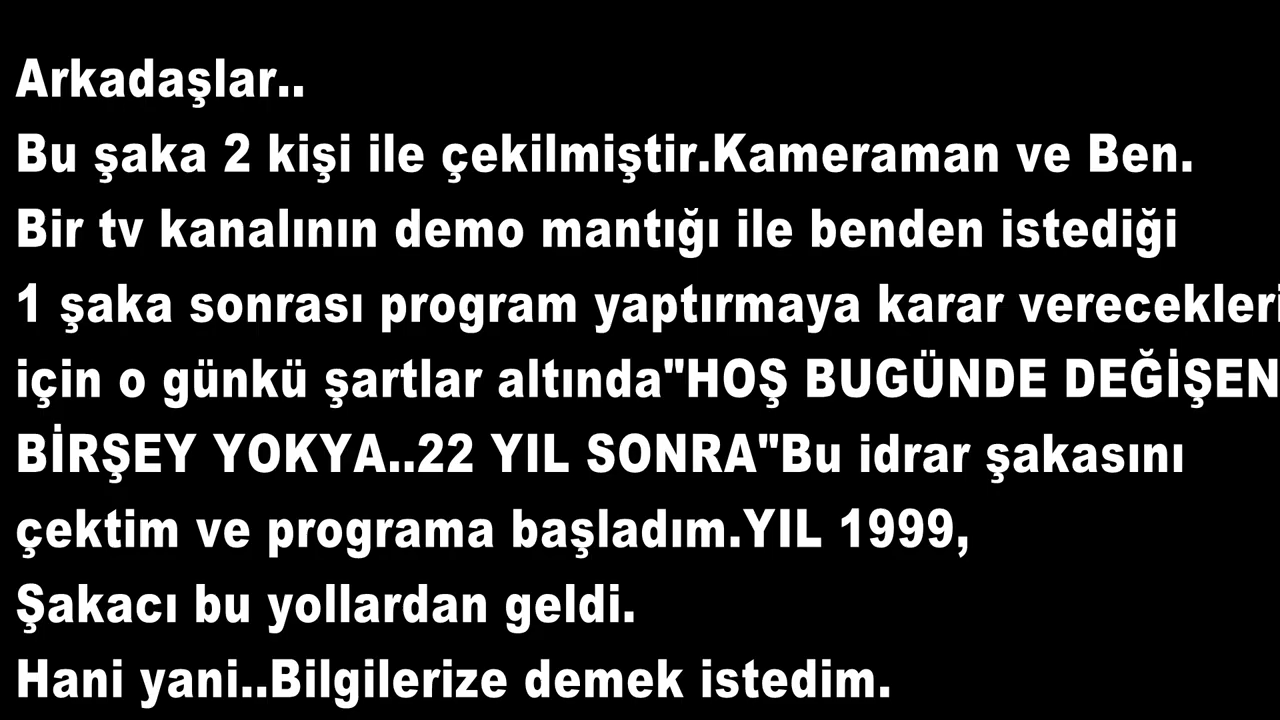 Arkadaşlar..
Bu şaka 2 kişi ile çekilmiştir.Kameraman ve Ben.
Bir tv kanalının demo mantığı ile benden istediği
1 şaka sonrası program yaptırmaya karar verecekleri
için o günkü şartlar altında"HOŞ BUGÜNDE DEĞİŞEN
BİRŞEY YOKYA..22 YIL SONRA"Bu idrar şakasını
çektim ve programa başladım.YIL 1999,
Şakacı bu yollardan geldi.
Hani yani..Bilgilerize demek istedim.